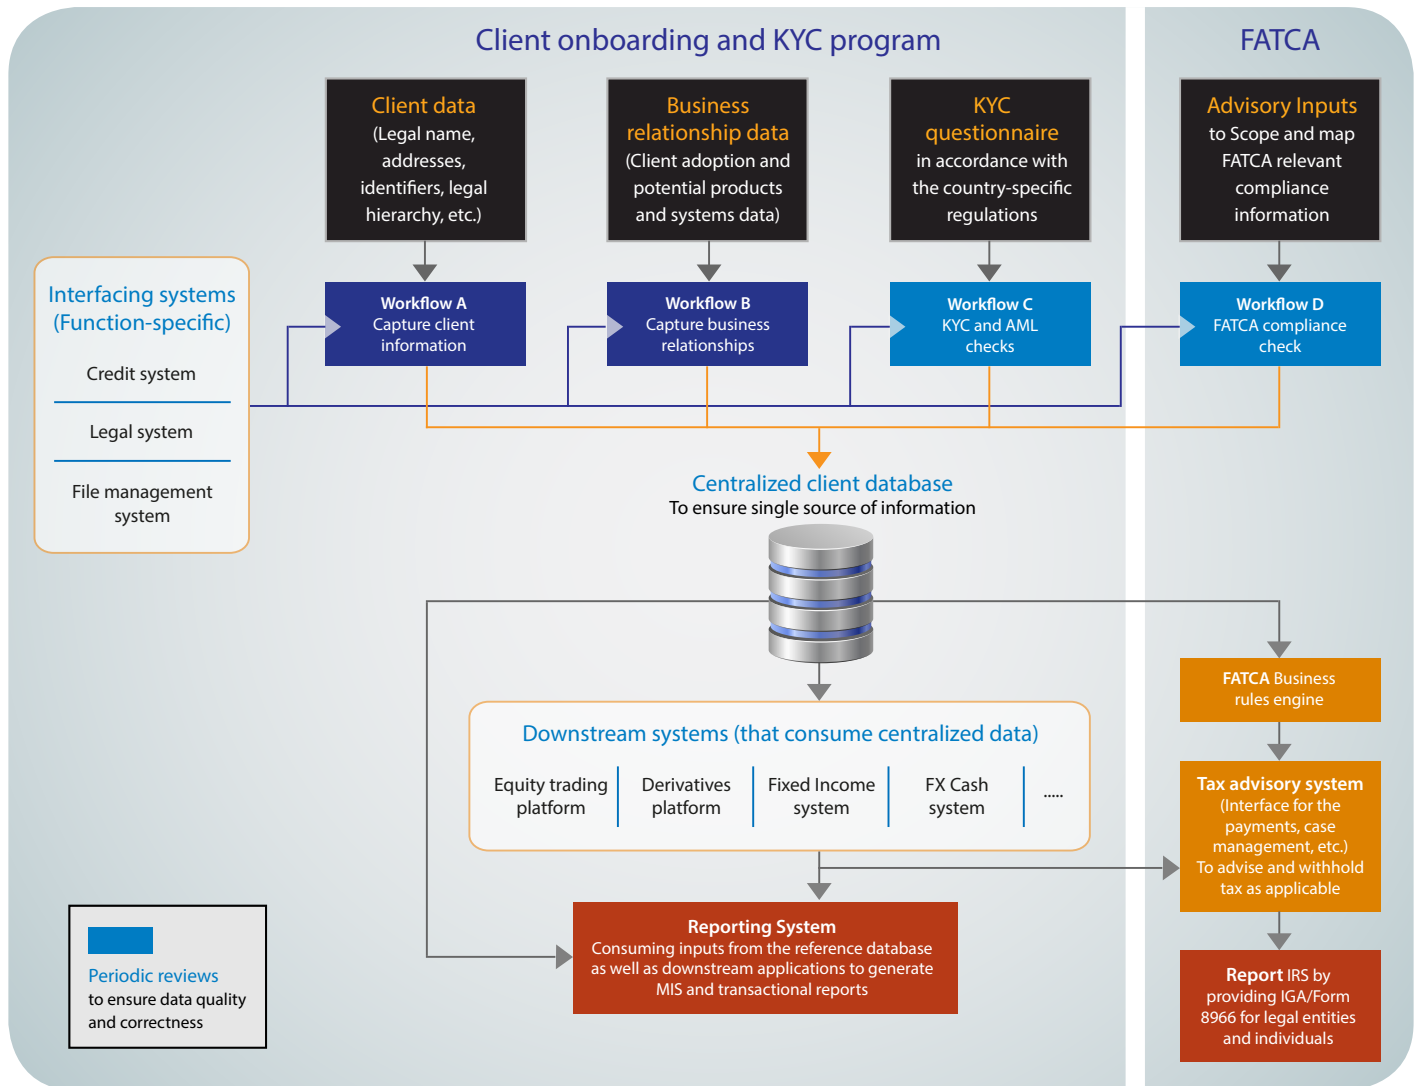 Client onboarding and KYC program
FATCA
Client data
(Legal name,
addresses,
identifiers, legal
hierarchy, etc.)
Business
relationship data
(Client adoption and
potential products
and systems data)
KYC
questionnaire
in accordance with
the country-specific
regulations
Advisory Inputs
to Scope and map
FATCA relevant
compliance
information
Interfacing systems
(Function-specific)
Credit system
Legal system
File management
system
Workflow A
Capture client
information
Workflow B
Capture business
relationships
Workflow C
KYC and AML
checks
Workflow D
FATCA compliance
check
Centralized client database
To ensure single source of information
FATCA Business
rules engine
Downstream systems (that consume centralized data)
Equity trading
platform
Derivatives
platform
Fixed Income
system
FX Cash
system
.....
Tax advisory system
(Interface for the
payments, case
management, etc.)
To advise and withhold
tax as applicable
Reporting System
Consuming inputs from the reference database
as well as downstream applications to generate
MIS and transactional reports
Report IRS by
providing IGA/Form
8966 for legal entities
and individuals
Periodic reviews
to ensure data quality
and correctness